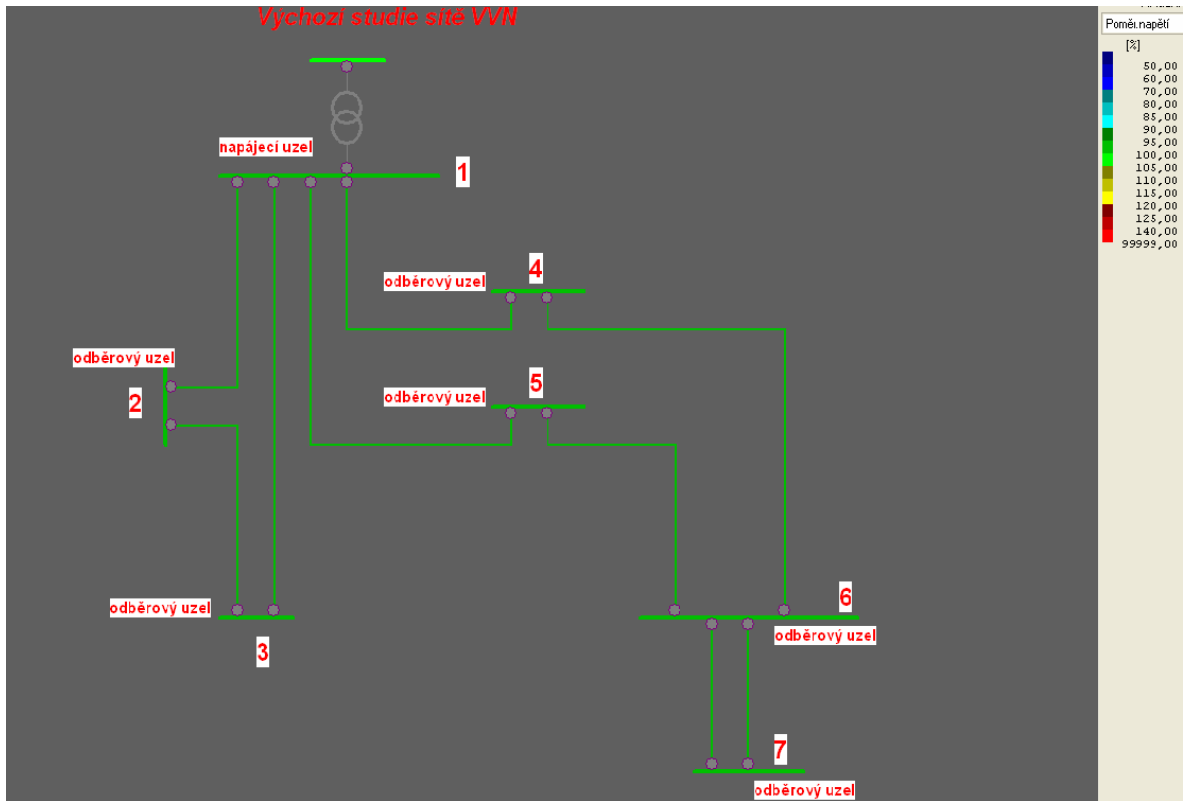 Výchozí studie sítě VVN
napájecí uzel
1
odběrový uzel
4
odběrový uzel
2
odběrový uzel
5
odběrový uzel
3
6
odběrový uzel
7
odběrový uzel
Poměr.napětí
[%]
50,00
60,00
70,00
80,00
85,00
90,00
95,00
100,00
105,00
110,00
115,00
120,00
125,00
140,00
99999,00